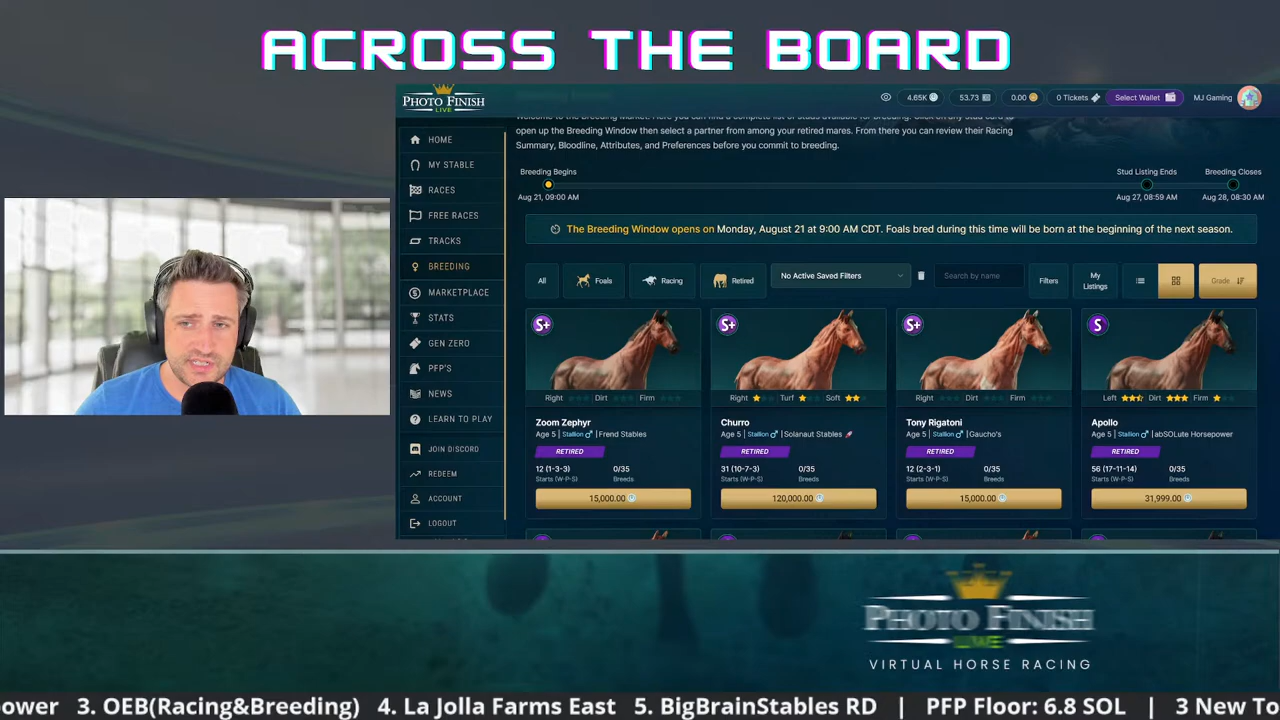 ACROSS THE BOARD
PHOTO FINISH
LIVE
4.65K
53.73
0.00
0 Tickets
Select Wallet
MJ Gaming
HOME
MY STABLE
RACES
FREE RACES
TRACKS
BREEDING
MARKETPLACE
STATS
GEN ZERO
PFP'S
NEWS
LEARN TO PLAY
JOIN DISCORD
REDEEM
ACCOUNT
LOGOUT
open up the Breeding Window then select a partner from among your retired mares. From there you can review their Racing
Summary, Bloodline, Attributes, and Preferences before you commit to breeding.
Breeding Begins
Stud Listing Ends
Breeding Closes
Aug 21, 09:00 AM
Aug 27, 08:59 AM
Aug 28, 08:30 AM
The Breeding Window opens on Monday, August 21 at 9:00 AM CDT. Foals bred during this time will be born at the beginning of the next season.
All
Foals
Racing
Retired
No Active Saved Filters
Search by name
Filters
My
Listings
Grade
S+
Right Dirt Firm
Zoom Zephyr
Age 5 | Stallion | Frend Stables
RETIRED
12 (1-3-3) 0/35
Starts (W-P-S) Breeds
15,000.00
S+
Right Turf Soft
Churro
Age 5 | Stallion | Solanaut Stables
RETIRED
31 (10-7-3) 0/35
Starts (W-P-S) Breeds
120,000.00
S+
Right Dirt Firm
Tony Rigatoni
Age 5 | Stallion | Gaucho's
RETIRED
12 (2-3-1) 0/35
Starts (W-P-S) Breeds
15,000.00
S
Left Dirt Firm
Apollo
Age 5 | Stallion | abSOLute Horsepower
RETIRED
56 (17-11-14) 0/35
Starts (W-P-S) Breeds
31,999.00
PHOTO FINISH
LIVE
VIRTUAL HORSE RACING
power 3. OEB(Racing&Breeding) 4. La Jolla Farms East 5. BigBrainStables RD | PFP Floor: 6.8 SOL | 3 New To